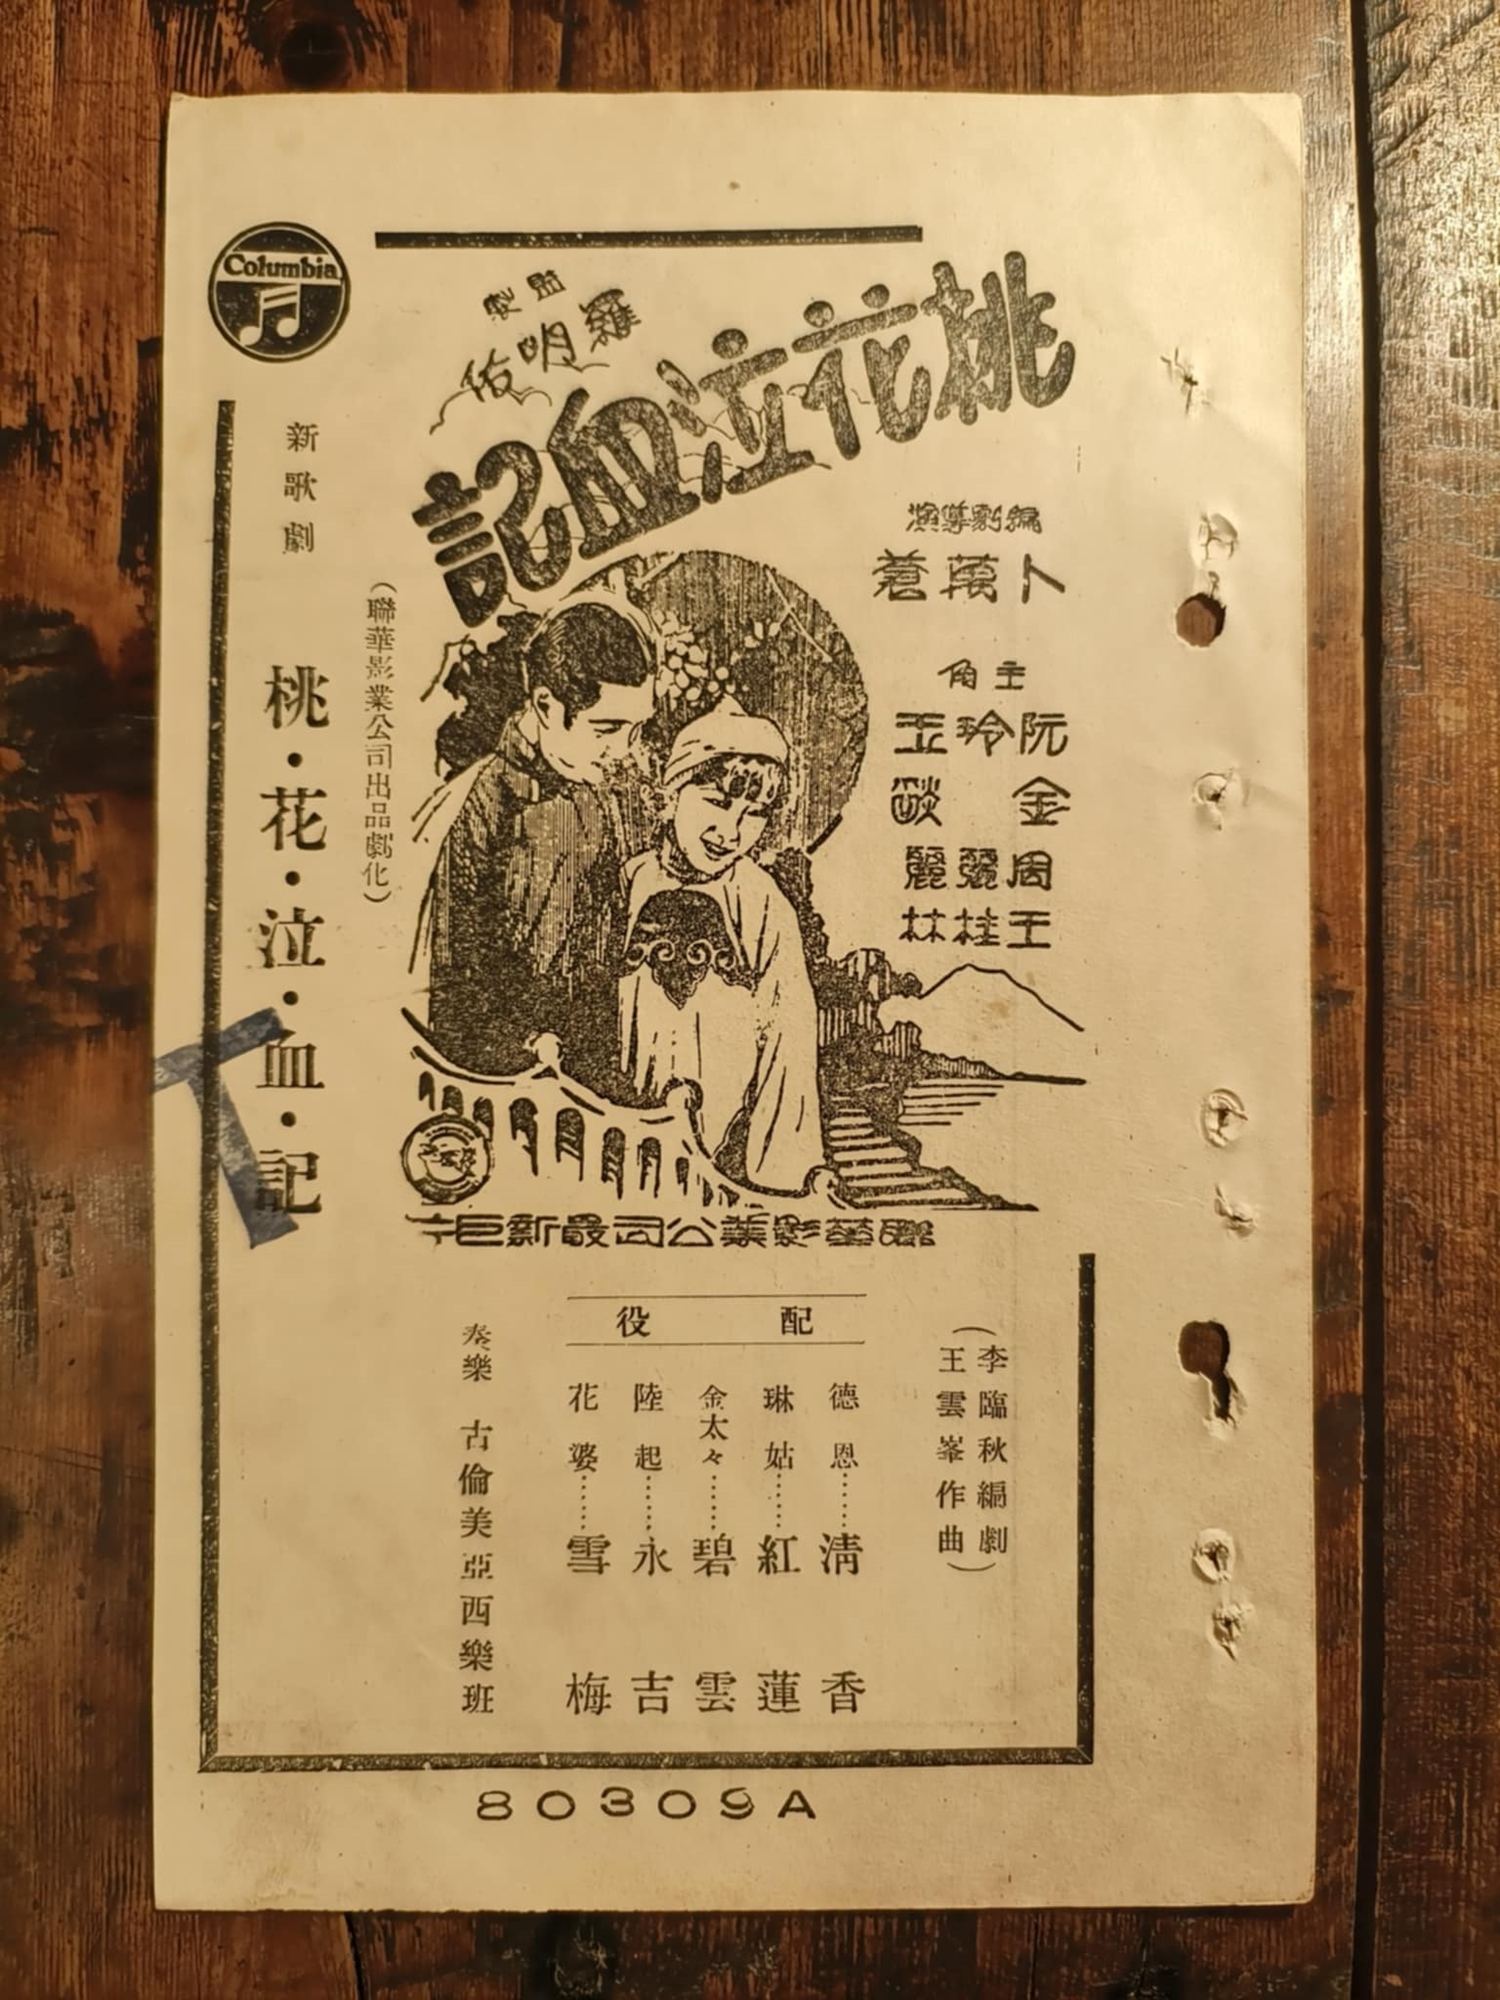 Columbia
監製
羅明佑
桃花泣血記
編劇導演
卜萬蒼
主角
阮玲玉
金燄
周麗麗
王桂林
聯華影業公司最新巨片
新歌劇
桃・花・泣・血・記
(聯華影業公司出品劇化)
(李臨秋編劇
王雲峯作曲)
配役
德恩……清香
琳姑……紅蓮
金太々……碧雲
陸起……永吉
花婆……雪梅
奏樂 古倫美亞西樂班
80309A